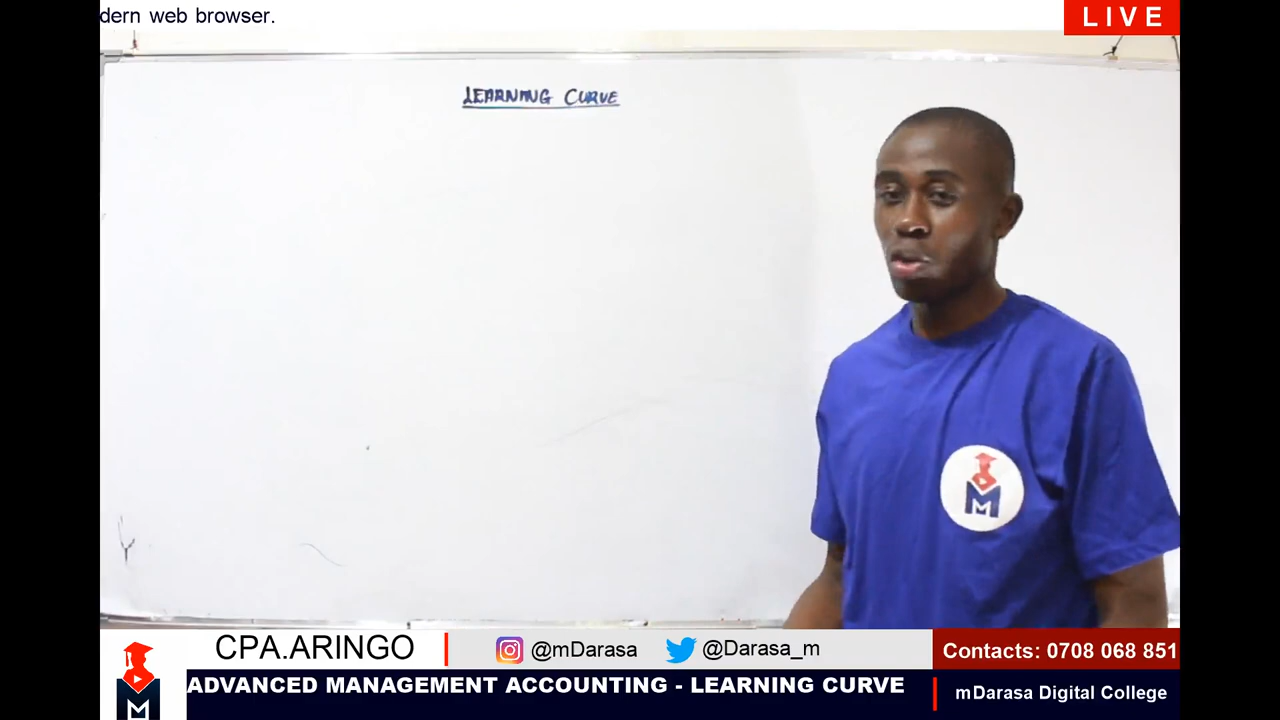 dern web browser.
LIVE
LEARNING CURVE
M
CPA.ARINGO
@mDarasa
@Darasa_m
Contacts: 0708 068 851
M
ADVANCED MANAGEMENT ACCOUNTING - LEARNING CURVE
mDarasa Digital College